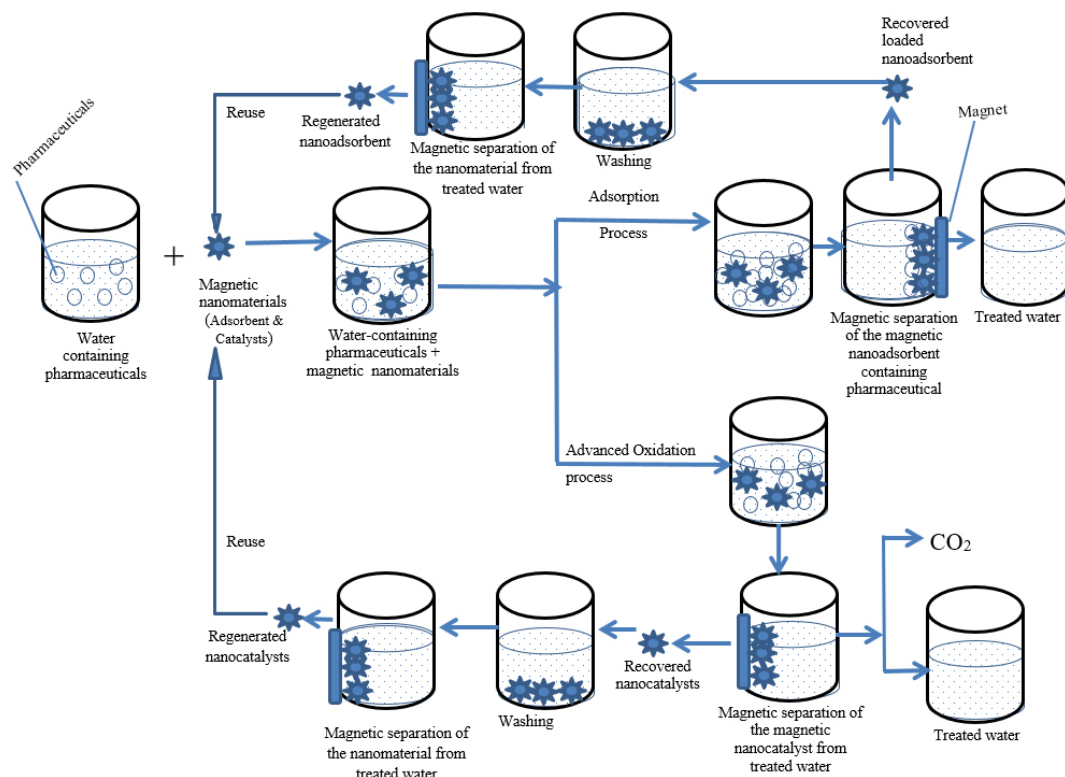 Recovered
loaded
nanoadsorbent
Magnet
Reuse
Regenerated
nanoadsorbent
Magnetic separation of
the nanomaterial from
treated water
Washing
Pharmaceuticals
Adsorption
Process
+
Water
containing
pharmaceuticals
Magnetic
nanomaterials
(Adsorbent &
Catalysts)
Water-containing
pharmaceuticals +
magnetic nanomaterials
Magnetic separation
of the magnetic
nanoadsorbent
containing
pharmaceutical
Treated water
Advanced Oxidation
process
Reuse
CO₂
Regenerated
nanocatalysts
Magnetic separation of
the nanomaterial from
treated water
Washing
Recovered
nanocatalysts
Magnetic separation of
the magnetic
nanocatalyst from
treated water
Treated water